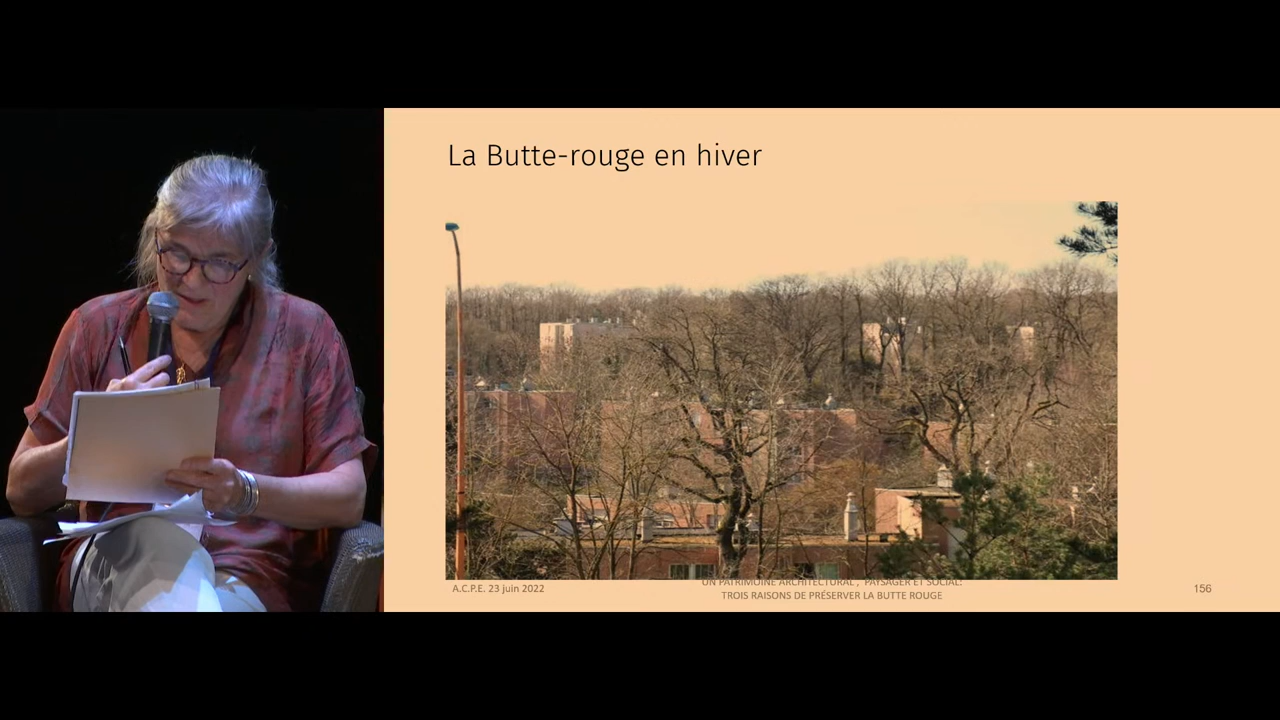 La Butte-rouge en hiver
A.C.P.E. 23 juin 2022
UN PATRIMOINE ARCHITECTURAL , PAYSAGER ET SOCIAL:
TROIS RAISONS DE PRÉSERVER LA BUTTE ROUGE
156